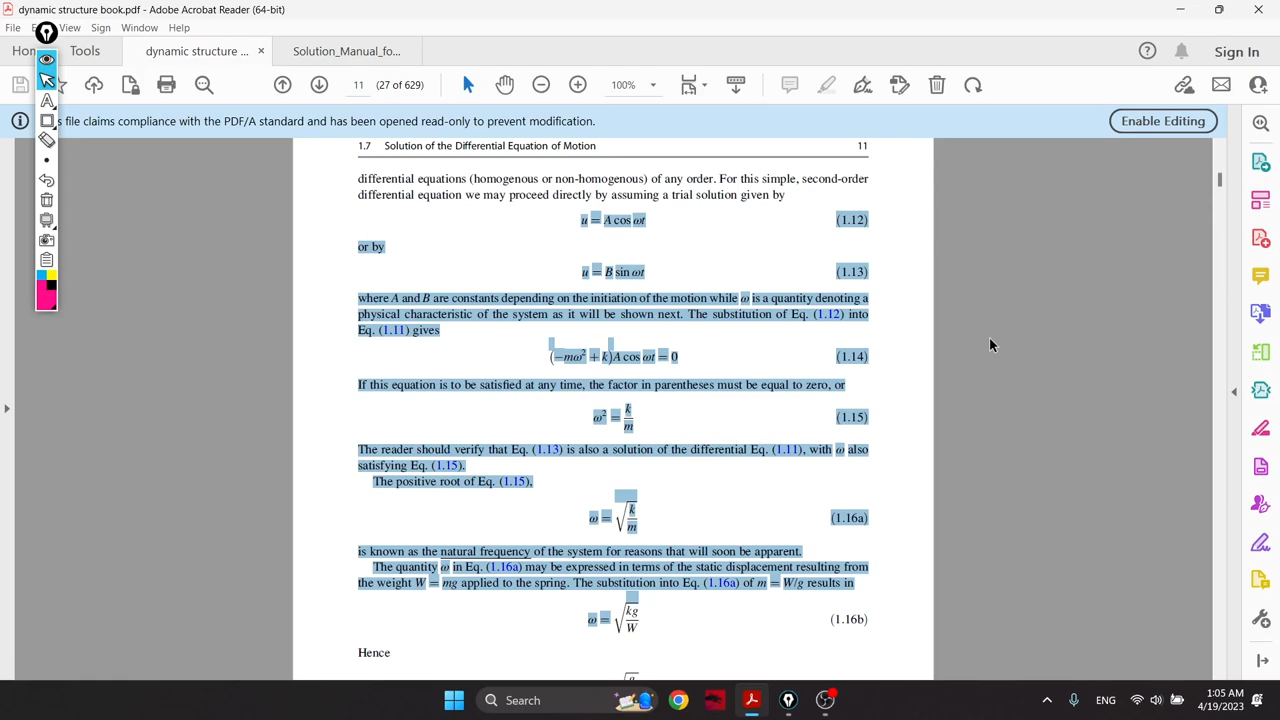 dynamic structure book.pdf - Adobe Acrobat Reader (64-bit)
File View Sign Window Help
Tools dynamic structure ... × Solution_Manual_fo... Sign In
11 (27 of 629) 100%
file claims compliance with the PDF/A standard and has been opened read-only to prevent modification. Enable Editing
1.7 Solution of the Differential Equation of Motion 11
differential equations (homogenous or non-homogenous) of any order. For this simple, second-order
differential equation we may proceed directly by assuming a trial solution given by
u = A cos ωt (1.12)
or by
u = B sin ωt (1.13)
where A and B are constants depending on the initiation of the motion while ω is a quantity denoting a
physical characteristic of the system as it will be shown next. The substitution of Eq. (1.12) into
Eq. (1.11) gives
(−mω² + k)A cos ωt = 0 (1.14)
If this equation is to be satisfied at any time, the factor in parentheses must be equal to zero, or
ω² = k/m (1.15)
The reader should verify that Eq. (1.13) is also a solution of the differential Eq. (1.11), with ω also
satisfying Eq. (1.15).
The positive root of Eq. (1.15),
ω = √(k/m) (1.16a)
is known as the natural frequency of the system for reasons that will soon be apparent.
The quantity ω in Eq. (1.16a) may be expressed in terms of the static displacement resulting from
the weight W = mg applied to the spring. The substitution into Eq. (1.16a) of m = W/g results in
ω = √(kg/W) (1.16b)
Hence
Search ENG 1:05 AM
4/19/2023